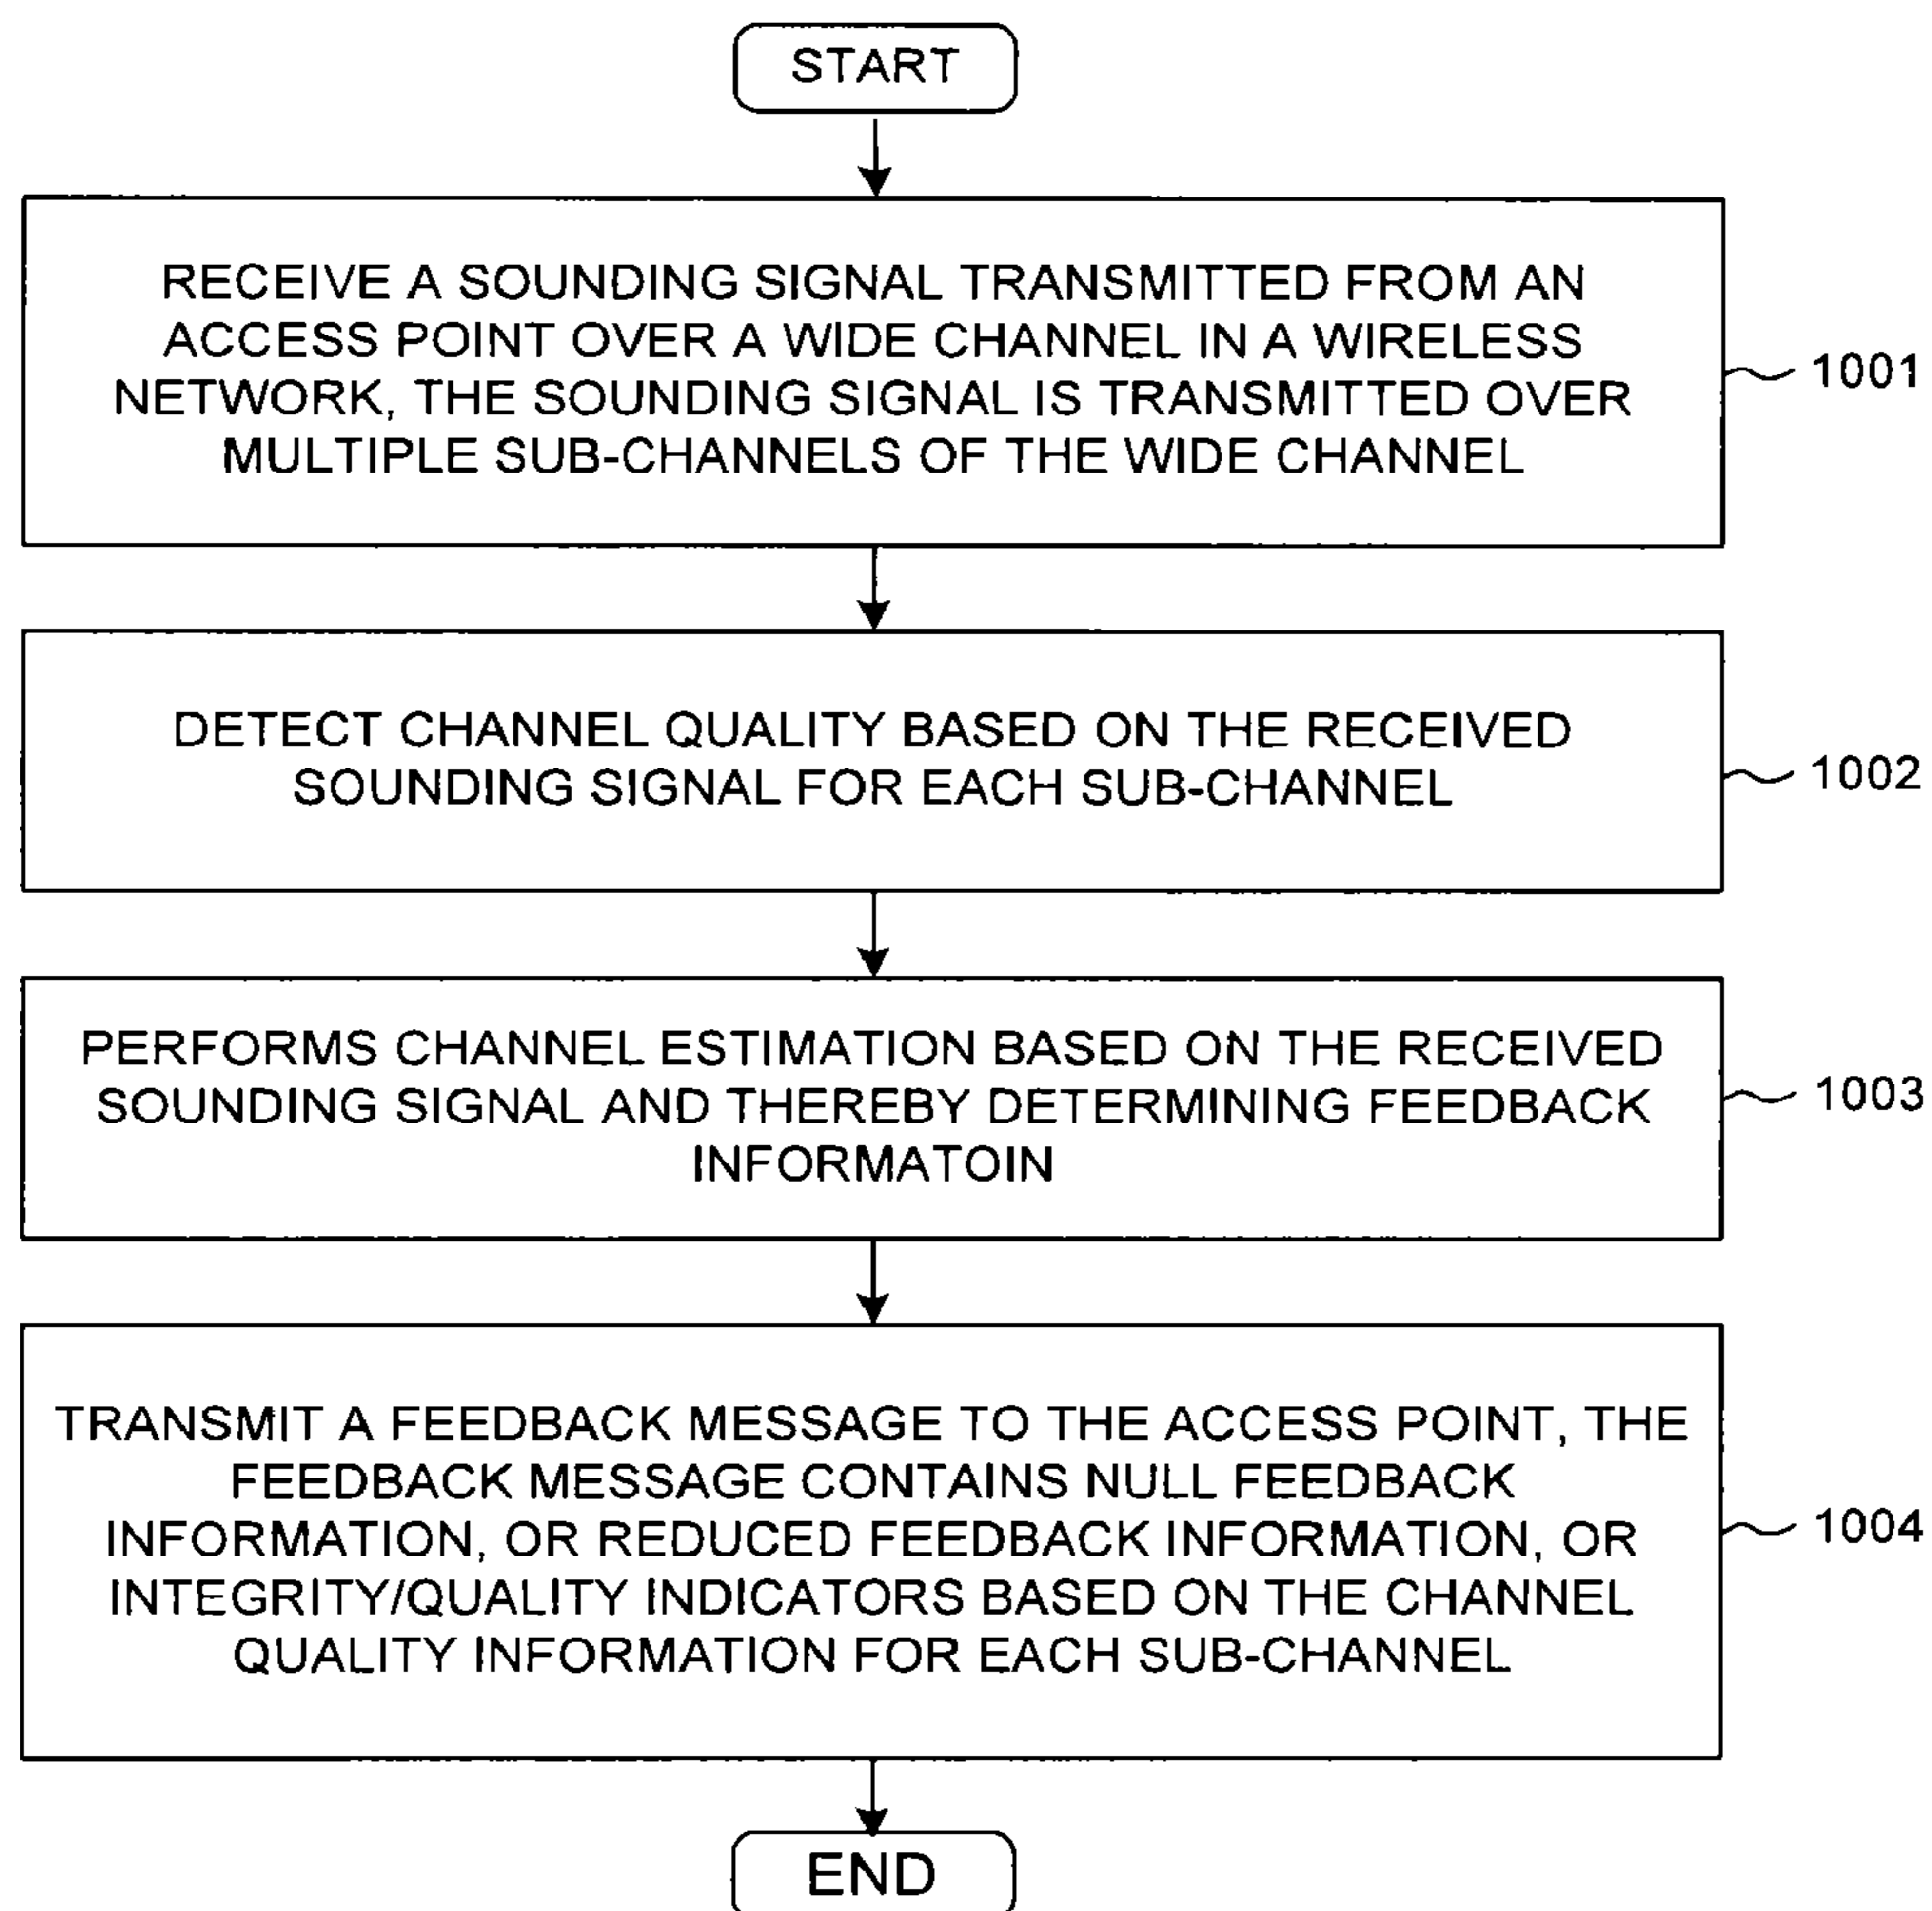 START
RECEIVE A SOUNDING SIGNAL TRANSMITTED FROM AN
ACCESS POINT OVER A WIDE CHANNEL IN A WIRELESS
NETWORK, THE SOUNDING SIGNAL IS TRANSMITTED OVER
MULTIPLE SUB-CHANNELS OF THE WIDE CHANNEL
1001
DETECT CHANNEL QUALITY BASED ON THE RECEIVED
SOUNDING SIGNAL FOR EACH SUB-CHANNEL
1002
PERFORMS CHANNEL ESTIMATION BASED ON THE RECEIVED
SOUNDING SIGNAL AND THEREBY DETERMINING FEEDBACK
INFORMATOIN
1003
TRANSMIT A FEEDBACK MESSAGE TO THE ACCESS POINT, THE
FEEDBACK MESSAGE CONTAINS NULL FEEDBACK
INFORMATION, OR REDUCED FEEDBACK INFORMATION, OR
INTEGRITY/QUALITY INDICATORS BASED ON THE CHANNEL
QUALITY INFORMATION FOR EACH SUB-CHANNEL
1004
END